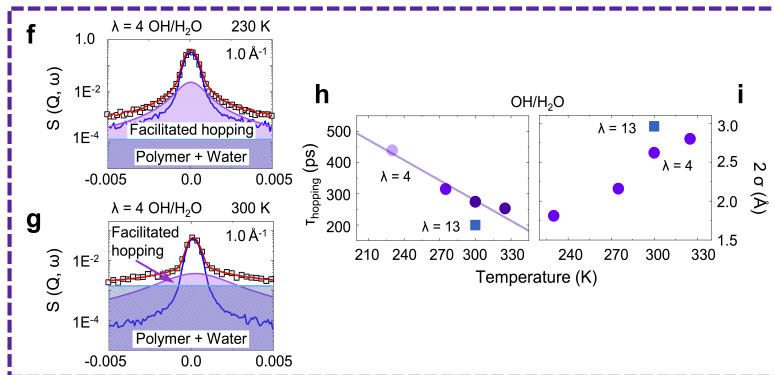 f
λ = 4 OH/H₂O 230 K
1.0
1.0 Å⁻¹
1E⁻²
1E⁻⁴
S (Q, ω)
Facilitated hopping
Polymer + Water
-0.005 0.0 0.005
g
λ = 4 OH/H₂O 300 K
Facilitated
hopping
1.0 Å⁻¹
1E⁻²
1E⁻⁴
S (Q, ω)
Polymer + Water
-0.005 0.0 0.005
h
OH/H₂O
i
500
400
300
200
τhopping (ps)
λ = 4
λ = 13
210 240 270 300 330
λ = 13
λ = 4
3.0
2.5
2.0
1.5
2 σ (Å)
240 270 300 330
Temperature (K)